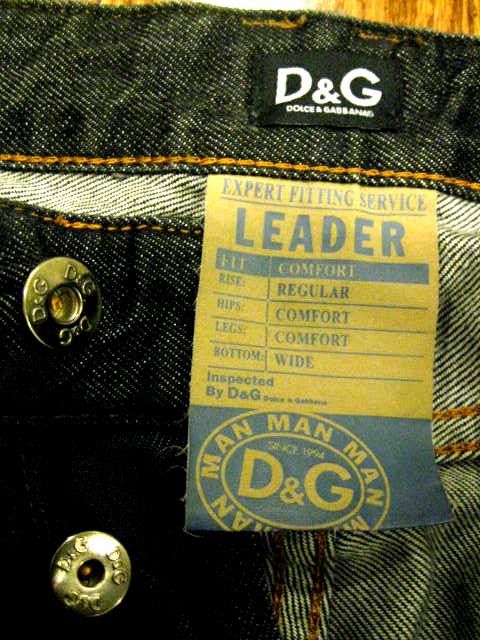 D&G
DOLCE & GABBANA
EXPERT FITTING SERVICE
LEADER
FIT: COMFORT
RISE: REGULAR
HIPS: COMFORT
LEGS: COMFORT
BOTTOM: WIDE
Inspected
By D&G Dolce & Gabbana
MAN MAN MAN MAN
SINCE 1994
D&G
D&G D&G
D&G D&G